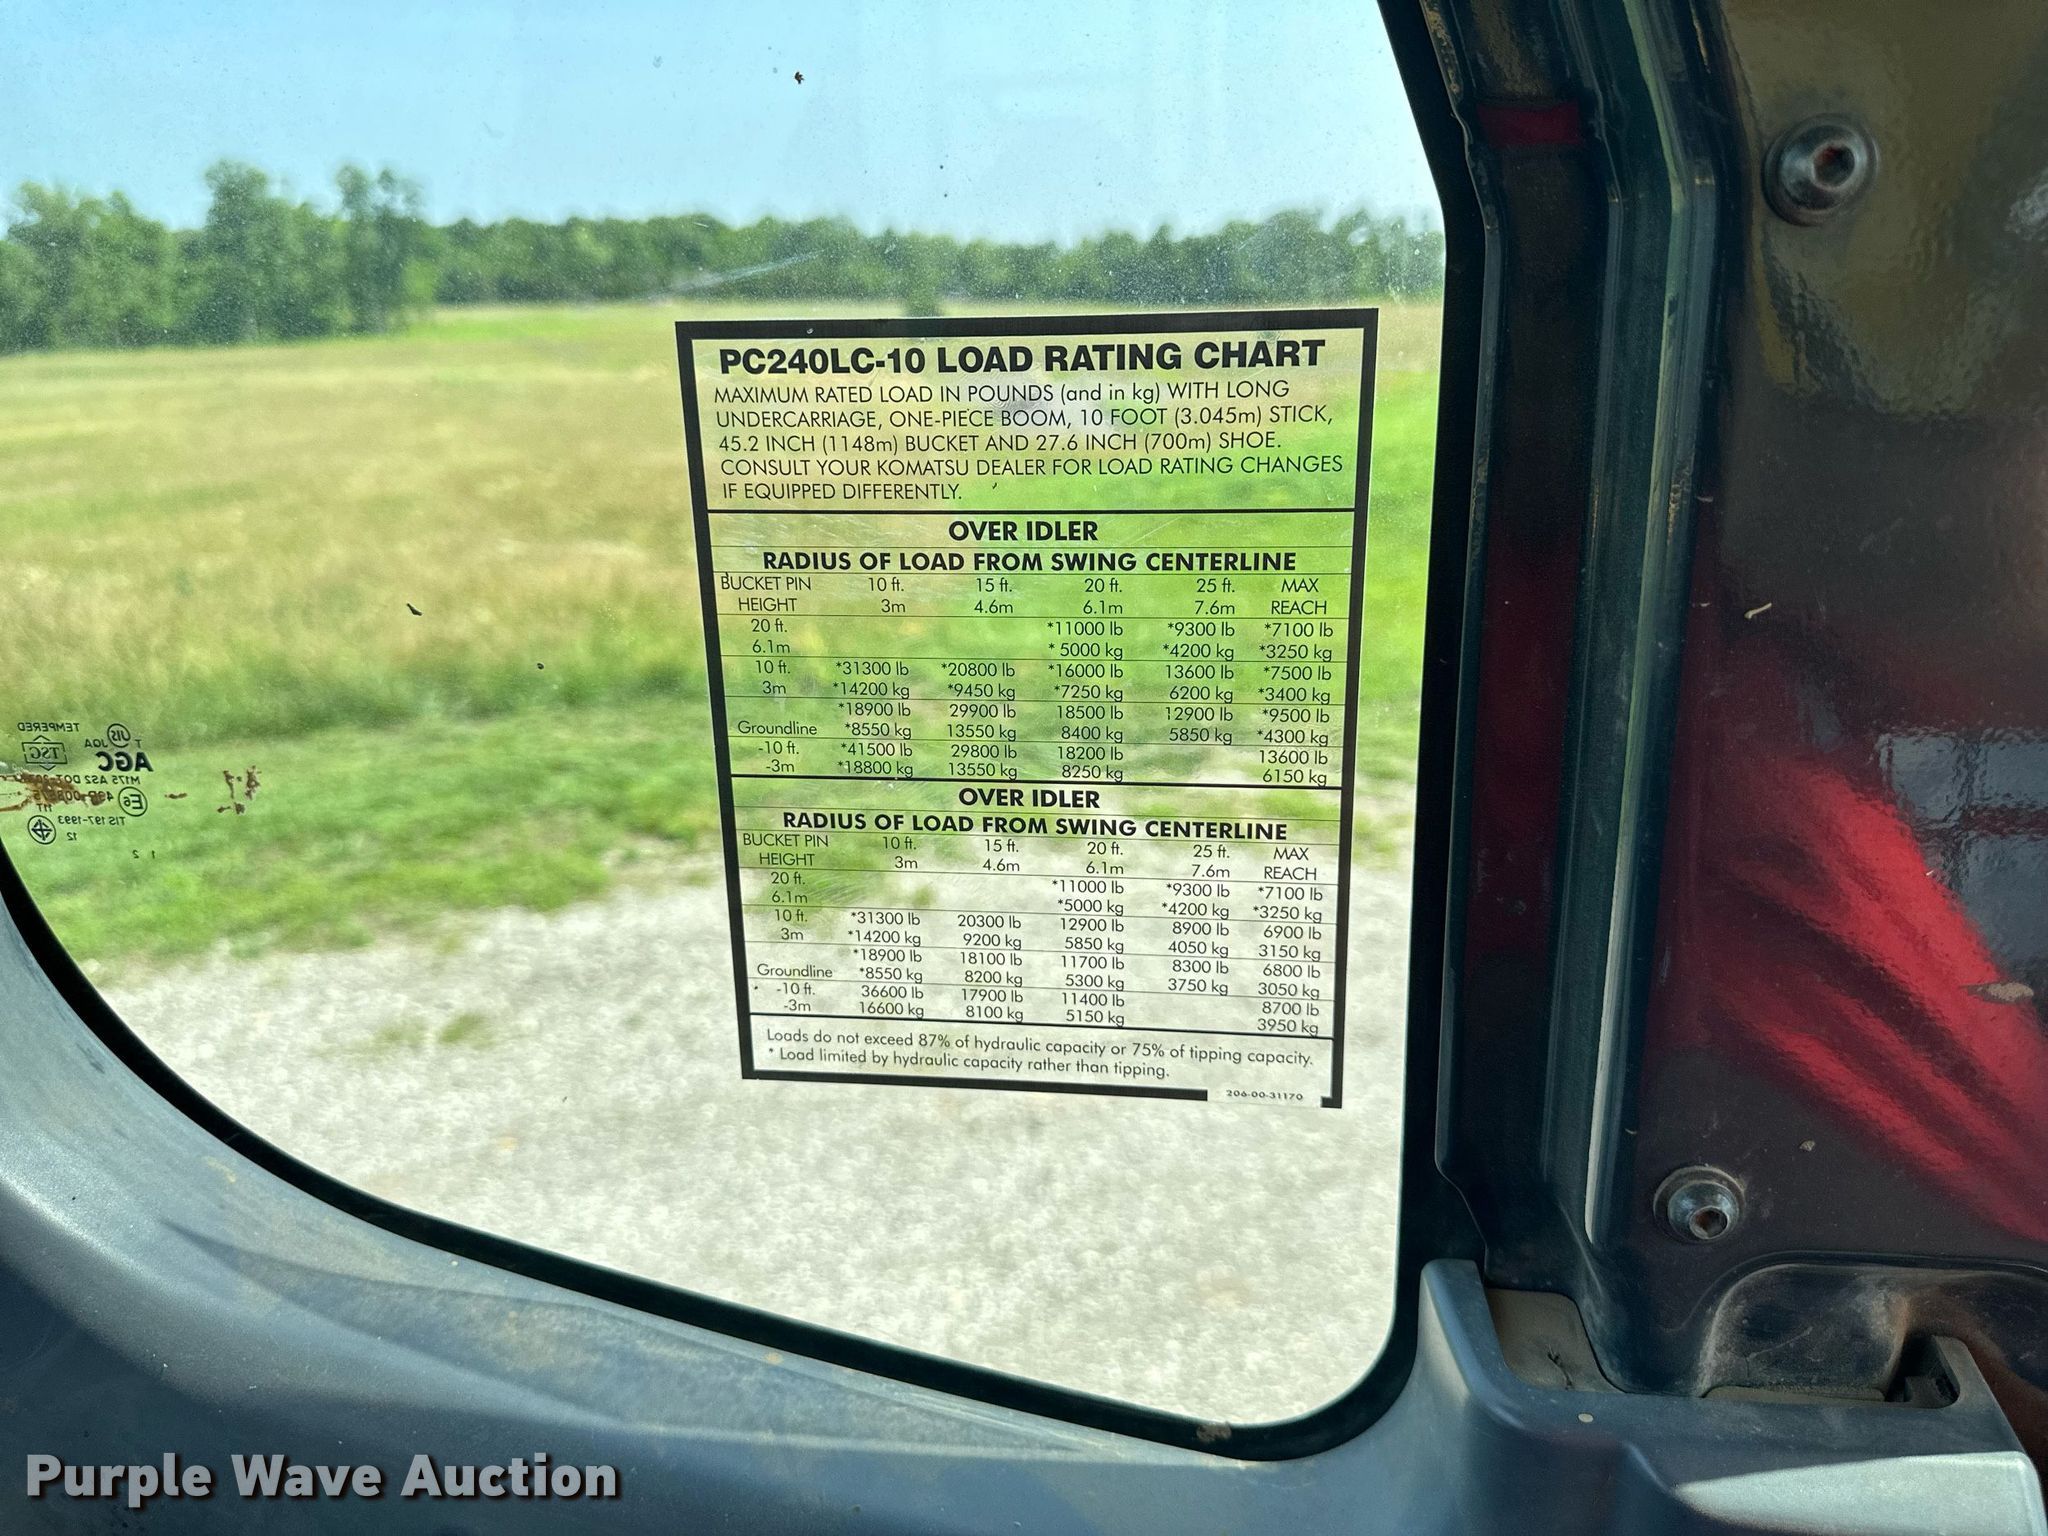 PC240LC-10 LOAD RATING CHART
MAXIMUM RATED LOAD IN POUNDS (and in kg) WITH LONG
UNDERCARRIAGE, ONE-PIECE BOOM, 10 FOOT (3.045m) STICK,
45.2 INCH (1148m) BUCKET AND 27.6 INCH (700m) SHOE.
CONSULT YOUR KOMATSU DEALER FOR LOAD RATING CHANGES
IF EQUIPPED DIFFERENTLY.
OVER IDLER
RADIUS OF LOAD FROM SWING CENTERLINE
BUCKET PIN 10 ft. 15 ft. 20 ft. 25 ft. MAX
HEIGHT 3m 4.6m 6.1m 7.6m REACH
20 ft. *11000 lb *9300 lb *7100 lb
6.1m * 5000 kg *4200 kg *3250 kg
10 ft. *31300 lb *20800 lb *16000 lb 13600 lb *7500 lb
3m *14200 kg *9450 kg *7250 kg 6200 kg *3400 kg
*18900 lb 29900 lb 18500 lb 12900 lb *9500 lb
Groundline *8550 kg 13550 kg 8400 kg 5850 kg *4300 kg
-10 ft. *41500 lb 29800 lb 18200 lb 13600 lb
-3m *18800 kg 13550 kg 8250 kg 6150 kg
OVER IDLER
RADIUS OF LOAD FROM SWING CENTERLINE
BUCKET PIN 10 ft. 15 ft. 20 ft. 25 ft. MAX
HEIGHT 3m 4.6m 6.1m 7.6m REACH
20 ft. *11000 lb *9300 lb *7100 lb
6.1m *5000 kg *4200 kg *3250 kg
10 ft. *31300 lb 20300 lb 12900 lb 8900 lb 6900 lb
3m *14200 kg 9200 kg 5850 kg 4050 kg 3150 kg
*18900 lb 18100 lb 11700 lb 8300 lb 6800 lb
Groundline *8550 kg 8200 kg 5300 kg 3750 kg 3050 kg
-10 ft. 36600 lb 17900 lb 11400 lb 8700 lb
-3m 16600 kg 8100 kg 5150 kg 3950 kg
Loads do not exceed 87% of hydraulic capacity or 75% of tipping capacity.
* Load limited by hydraulic capacity rather than tipping.
206-00-31170
TEMPERED
JIS T JQA
TSG AGC
M175 AS2 DOT
E6
TIS 197-1993
12
1 2
Purple Wave Auction